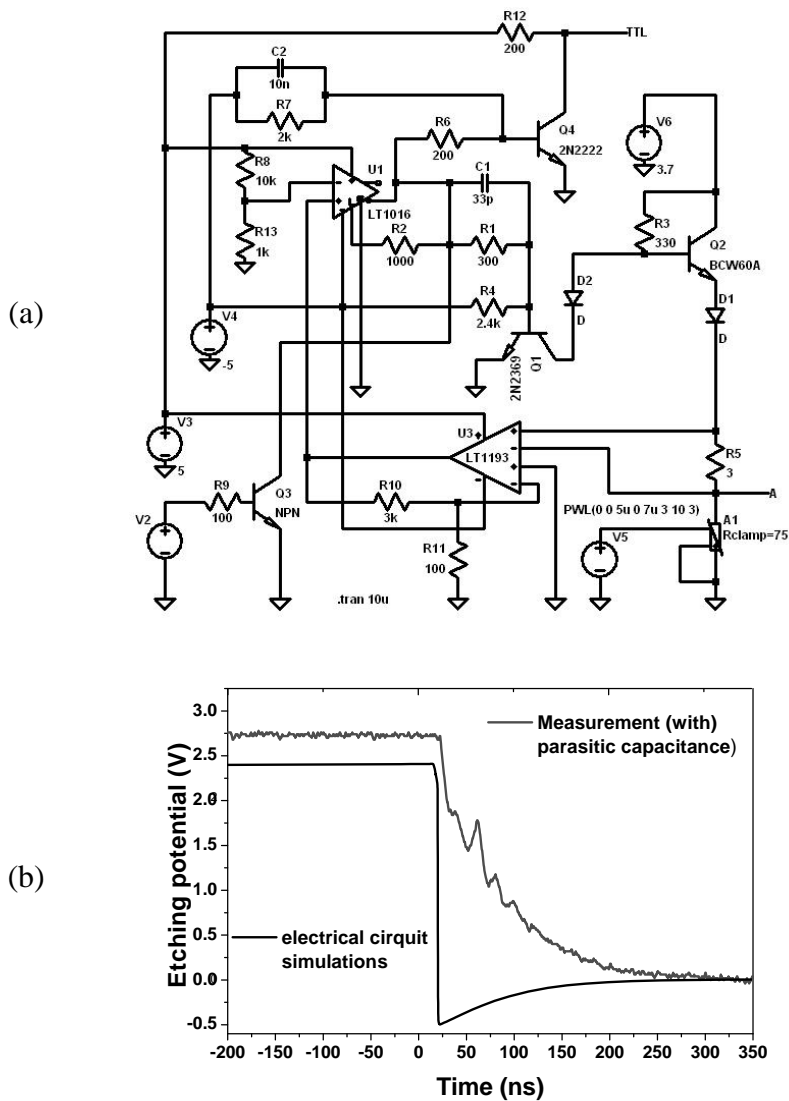 (a)
R12
200
TTL
C2
10n
R7
2k
R6
200
Q4
2N2222
V6
3.7
R8
10k
U1
LT1016
C1
33p
R3
330
Q2
BCW60A
R13
1k
R2
1000
R1
300
D2
D
D1
D
R4
2.4k
V4
-5
2N2369
Q1
V3
5
U3
LT1193
R5
3
A
V2
R9
100
Q3
NPN
R10
3k
R11
100
PWL(0 0 5u 0 7u 3 10 3)
V5
A1
Rclamp=75
.tran 10u
(b)
Etching potential (V)
3.0
2.5
2.0
1.5
1.0
0.5
0.0
-0.5
Measurement (with)
parasitic capacitance)
electrical cirquit
simulations
-200 -150 -100 -50 0 50 100 150 200 250 300 350
Time (ns)